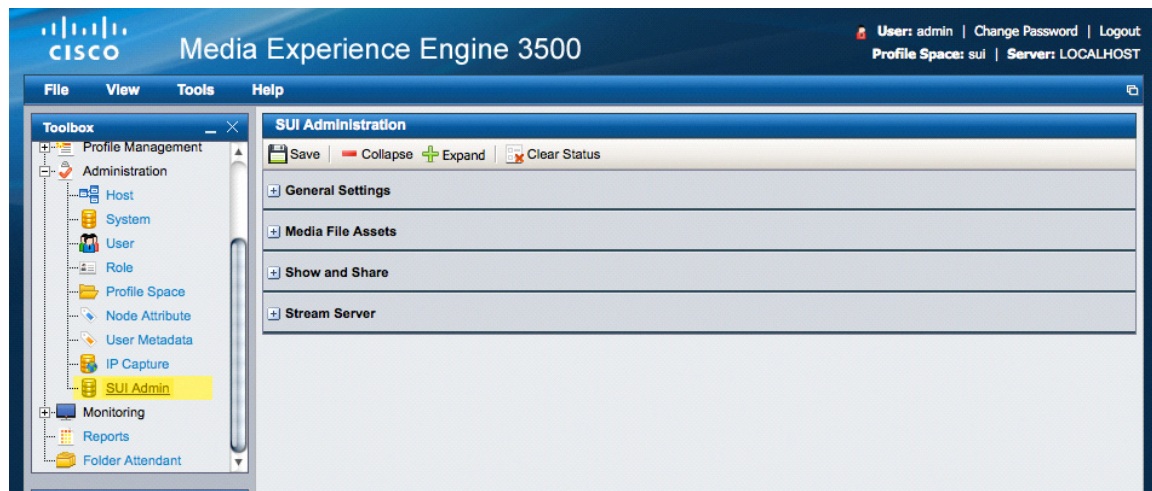 CISCO
Media Experience Engine 3500
User: admin | Change Password | Logout
Profile Space: sui | Server: LOCALHOST
File View Tools Help
Toolbox
Profile Management
Administration
Host
System
User
Role
Profile Space
Node Attribute
User Metadata
IP Capture
SUI Admin
Monitoring
Reports
Folder Attendant
SUI Administration
Save | Collapse Expand | Clear Status
General Settings
Media File Assets
Show and Share
Stream Server